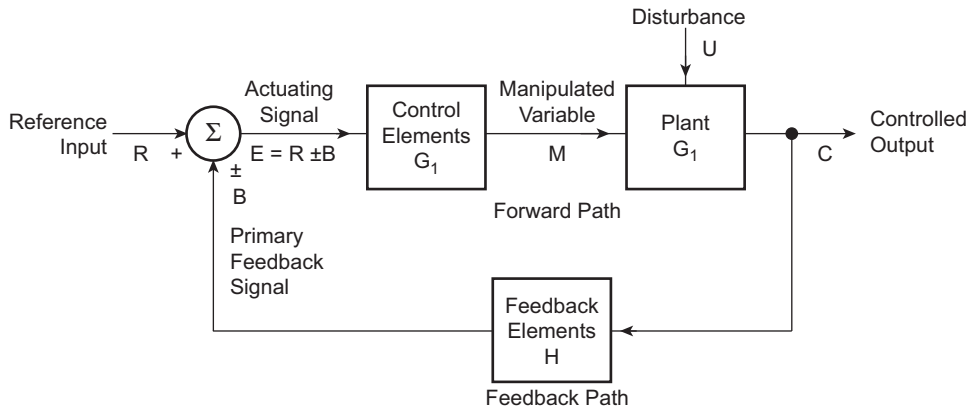 Disturbance
U
Reference
Input
R
+
Σ
±
B
Actuating
Signal
E = R ±B
Control
Elements
G1
Manipulated
Variable
M
Plant
G1
C
Controlled
Output
Forward Path
Primary
Feedback
Signal
Feedback
Elements
H
Feedback Path